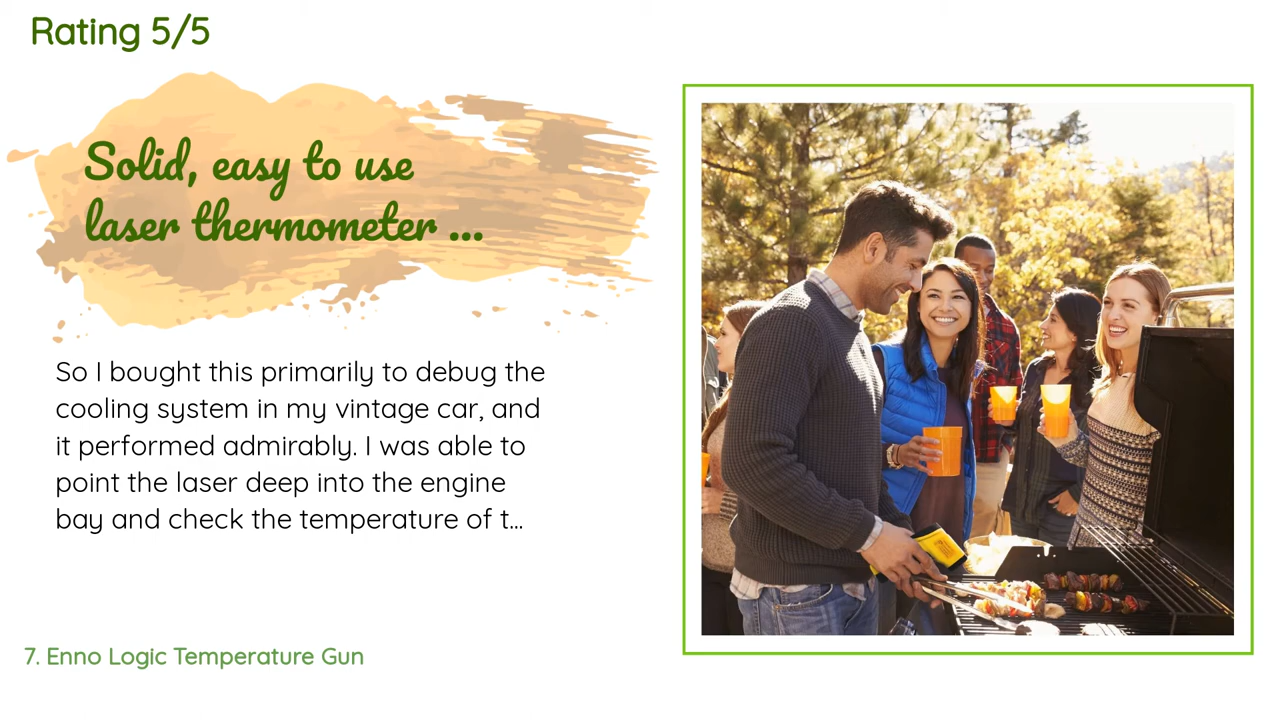 Rating 5/5
Solid, easy to use
laser thermometer ...
So I bought this primarily to debug the
cooling system in my vintage car, and
it performed admirably. I was able to
point the laser deep into the engine
bay and check the temperature of t...
7. Enno Logic Temperature Gun